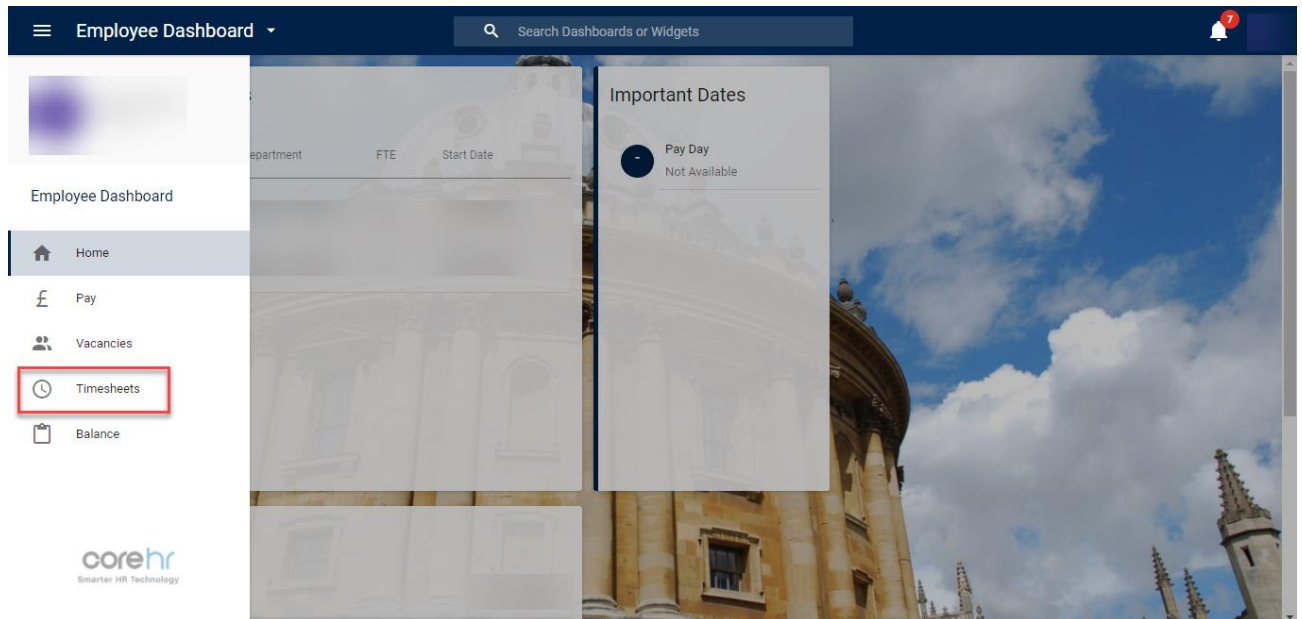 Employee Dashboard
Search Dashboards or Widgets
7
Employee Dashboard
Home
£ Pay
Vacancies
Timesheets
Balance
corehr
Smarter HR Technology
FTE Start Date
Important Dates
-
Pay Day
Not Available